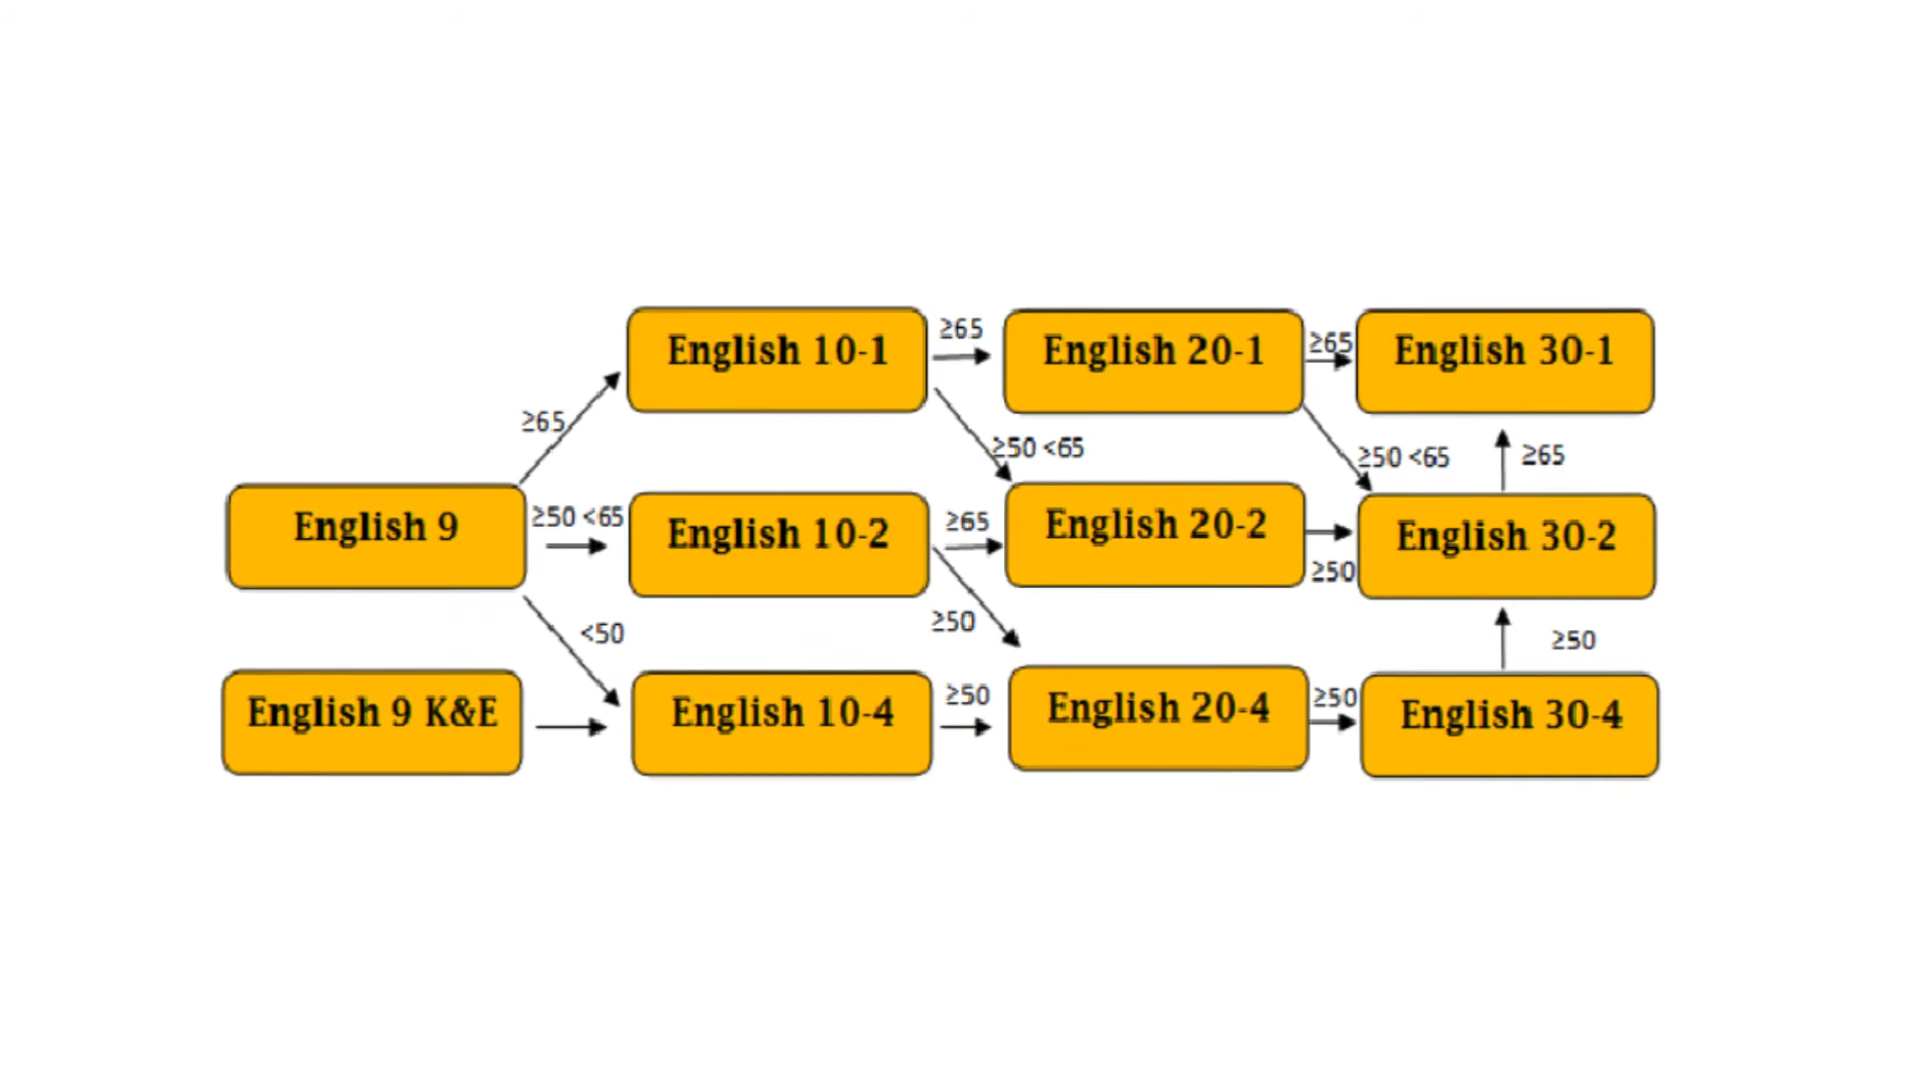 English 10-1
≥65
English 20-1
≥65
English 30-1
≥65
≥50 <65
≥50 <65
≥65
English 9
≥50 <65
English 10-2
≥65
English 20-2
≥50
English 30-2
<50
≥50
≥50
English 9 K&E
English 10-4
≥50
English 20-4
≥50
English 30-4